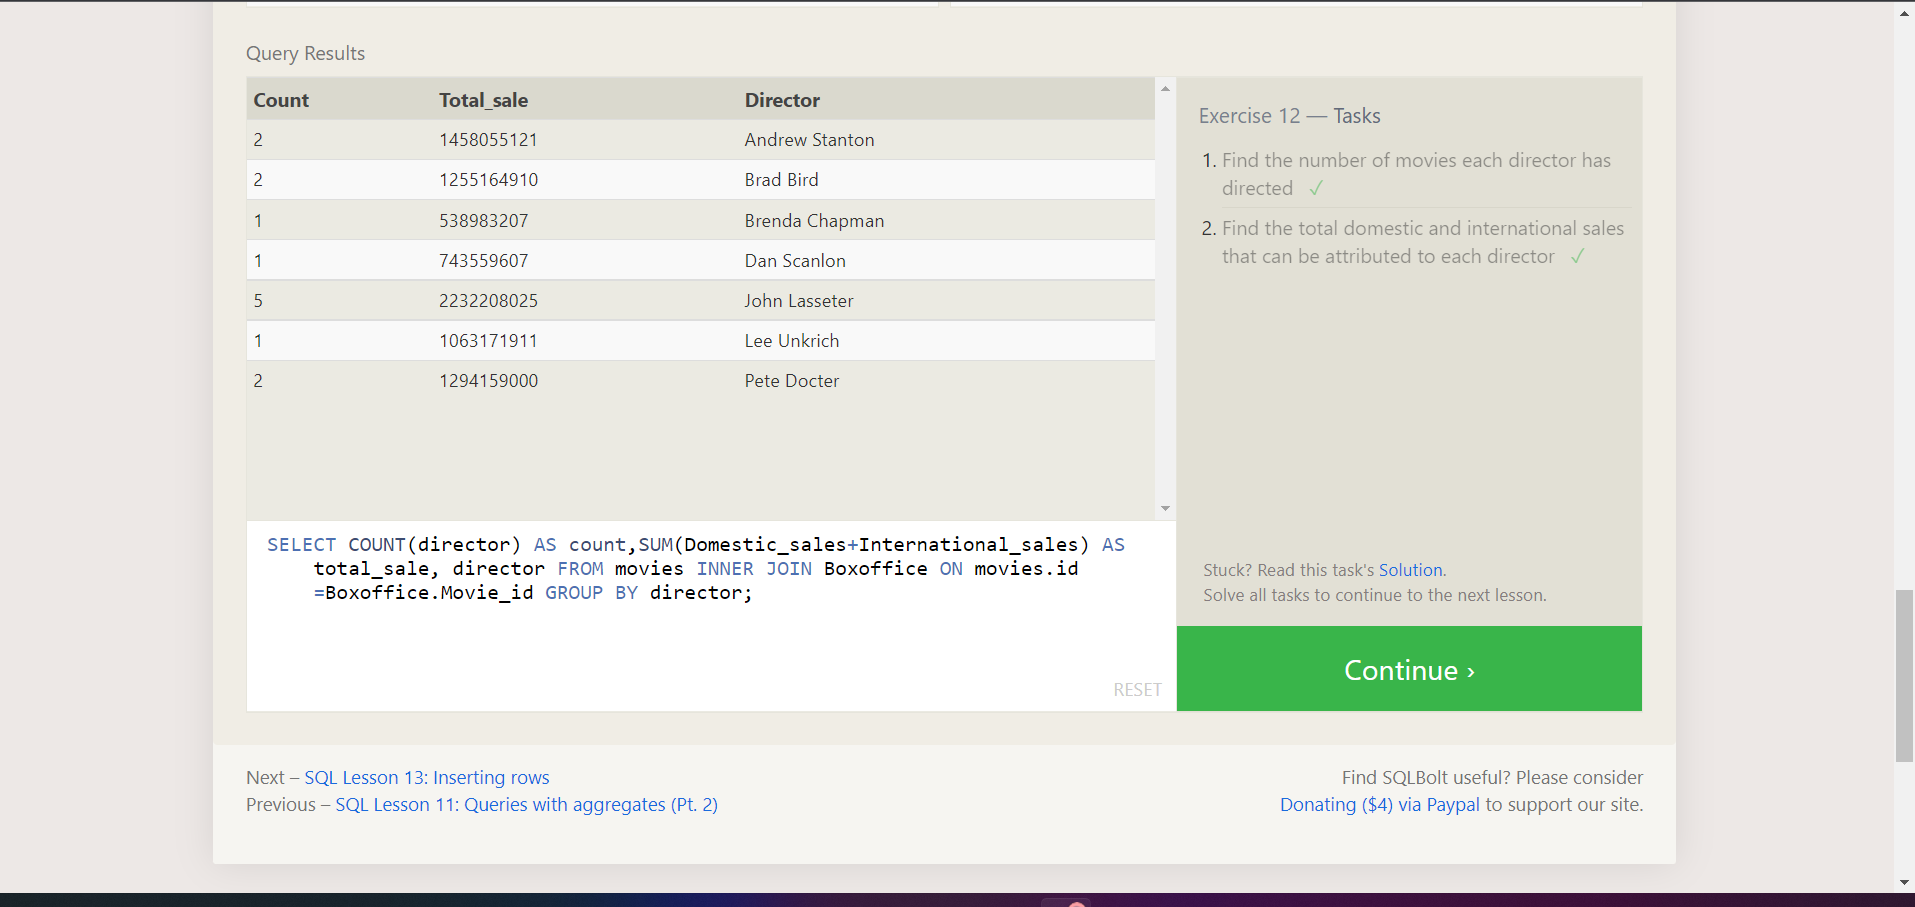 Query Results
Count Total_sale Director
2 1458055121 Andrew Stanton
2 1255164910 Brad Bird
1 538983207 Brenda Chapman
1 743559607 Dan Scanlon
5 2232208025 John Lasseter
1 1063171911 Lee Unkrich
2 1294159000 Pete Docter
SELECT COUNT(director) AS count,SUM(Domestic_sales+International_sales) AS
total_sale, director FROM movies INNER JOIN Boxoffice ON movies.id
=Boxoffice.Movie_id GROUP BY director;
RESET
Exercise 12 — Tasks
1. Find the number of movies each director has
directed ✓
2. Find the total domestic and international sales
that can be attributed to each director ✓
Stuck? Read this task's Solution.
Solve all tasks to continue to the next lesson.
Continue ›
Next – SQL Lesson 13: Inserting rows
Previous – SQL Lesson 11: Queries with aggregates (Pt. 2)
Find SQLBolt useful? Please consider
Donating ($4) via Paypal to support our site.